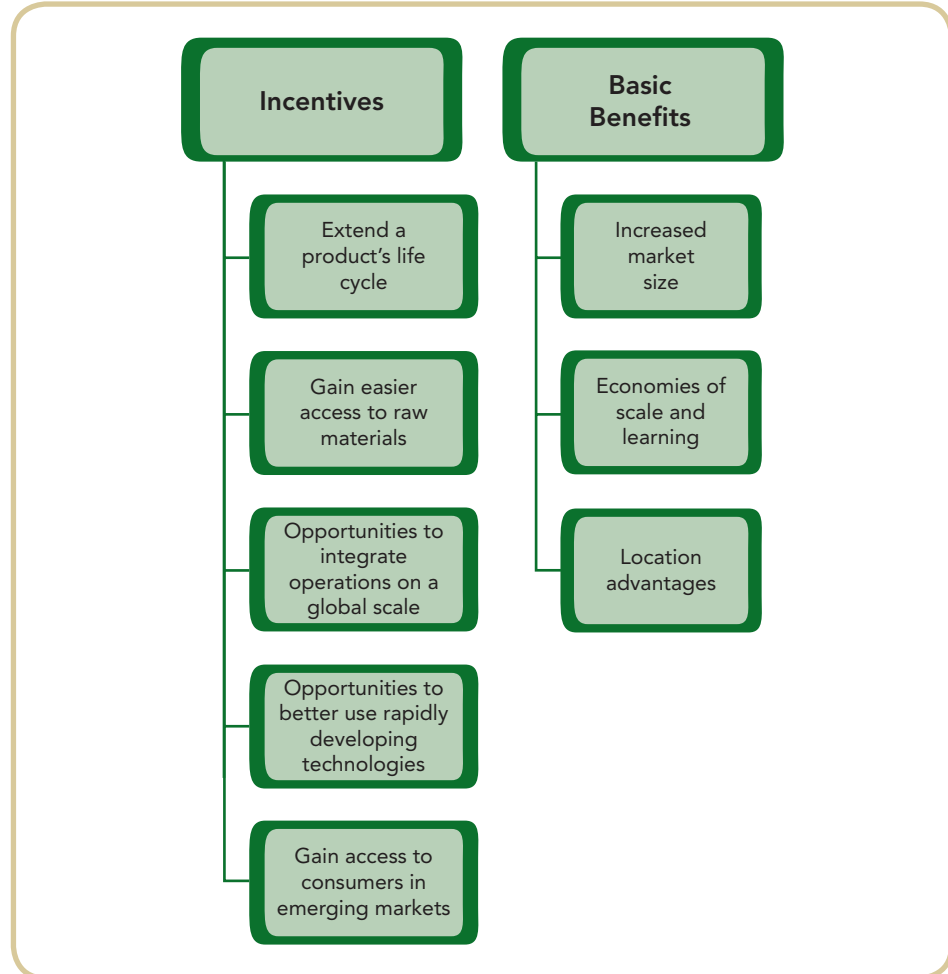 Incentives
Extend a
product's life
cycle
Gain easier
access to raw
materials
Opportunities to
integrate
operations on a
global scale
Opportunities to
better use rapidly
developing
technologies
Gain access to
consumers in
emerging markets
Basic
Benefits
Increased
market
size
Economies of
scale and
learning
Location
advantages